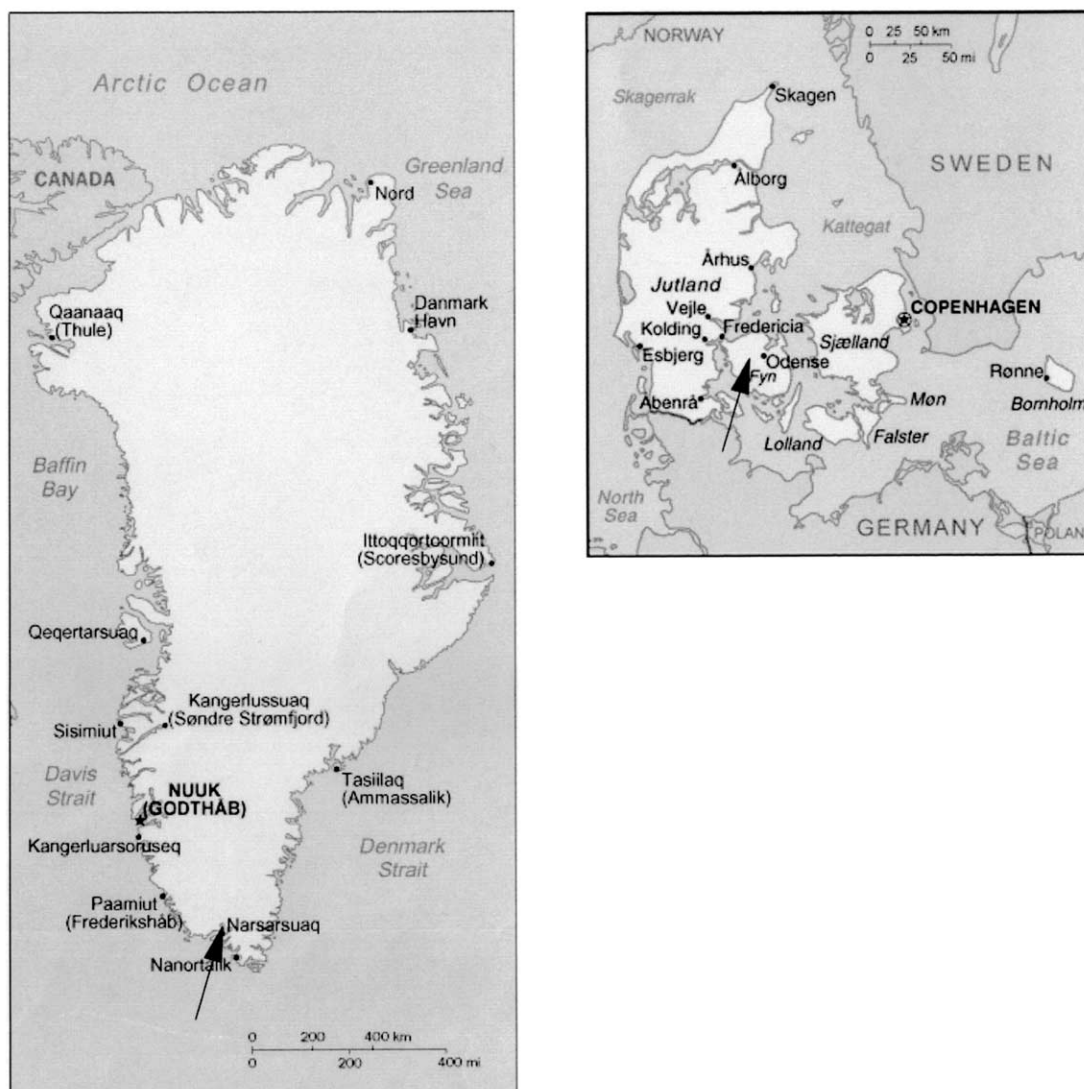 Arctic Ocean
CANADA
Greenland
Sea
Nord
Qaanaaq
(Thule)
Danmark
Havn
Baffin
Bay
Ittoqqortoormiit
(Scoresbysund)
Qeqertarsuaq
Kangerlussuaq
(Søndre Strømfjord)
Sisimiut
Davis
Strait
NUUK
(GODTHÅB)
Tasiilaq
(Ammassalik)
Kangerluarsoruseq
Denmark
Strait
Paamiut
(Frederikshåb)
Narsarsuaq
Nanortalik
0 200 400 km
0 200 400 mi
NORWAY
0 25 50 km
0 25 50 mi
Skagerrak
Skagen
SWEDEN
Ålborg
Kattegat
Århus
Jutland
Vejle
COPENHAGEN
Kolding
Fredericia
Sjælland
Esbjerg
Odense
Fyn
Rønne
Abenrå
Møn
Bornholm
Lolland
Falster
Baltic
Sea
North
Sea
GERMANY
POLAN